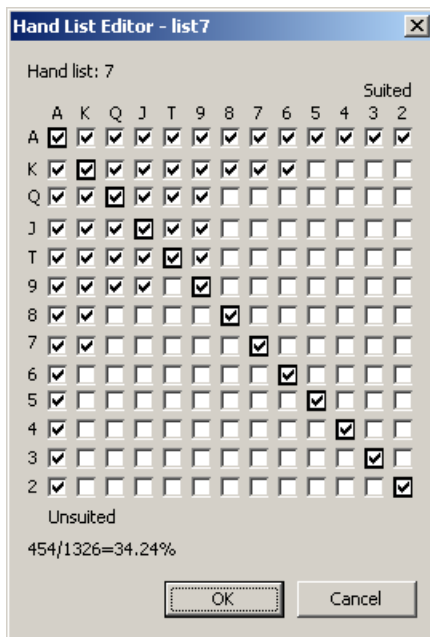 Hand List Editor - list7
Hand list: 7
Suited
A K Q J T 9 8 7 6 5 4 3 2
A
K
Q
J
T
9
8
7
6
5
4
3
2
Unsuited
454/1326=34.24%
OK Cancel